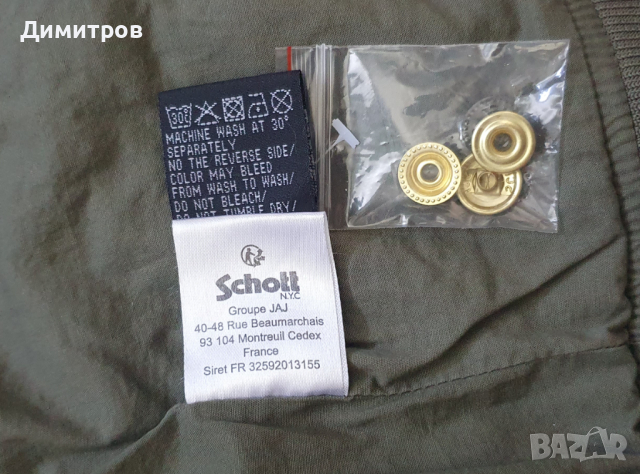 Димитров
30°
MACHINE WASH AT 30°
SEPARATELY
NO THE REVERSE SIDE/
COLOR MAY BLEED
FROM WASH TO WASH/
DO NOT BLEACH/
DO NOT TUMBLE DRY/
Schott
N.Y.C
Groupe JAJ
40-48 Rue Beaumarchais
93 104 Montreuil Cedex
France
Siret FR 32592013155
BAZAR